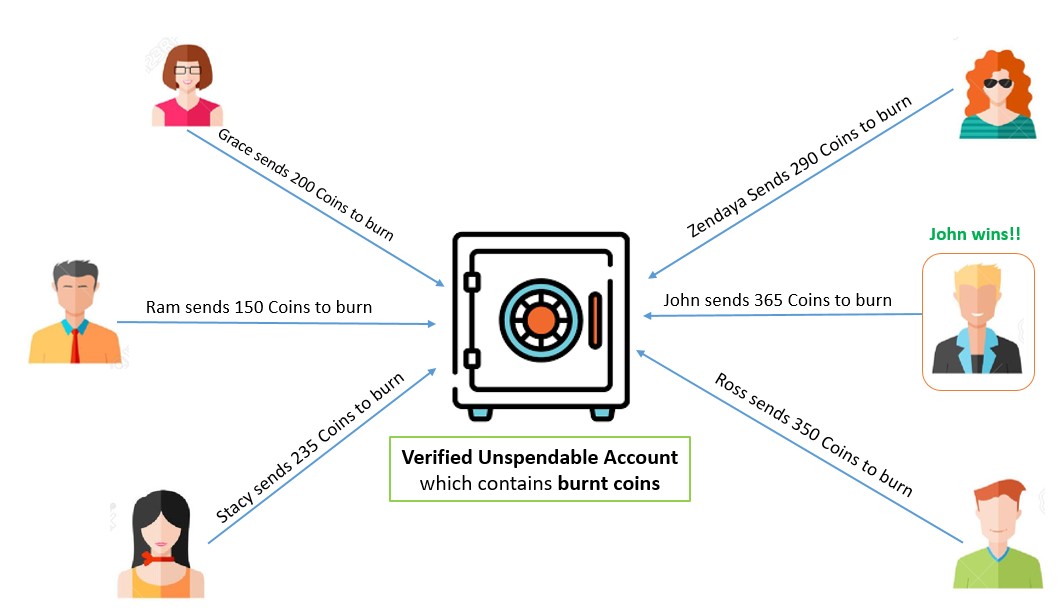 Grace sends 200 Coins to burn
Zendaya Sends 290 Coins to burn
John wins!!
Ram sends 150 Coins to burn
John sends 365 Coins to burn
Stacy sends 235 Coins to burn
Ross sends 350 Coins to burn
Verified Unspendable Account
which contains burnt coins